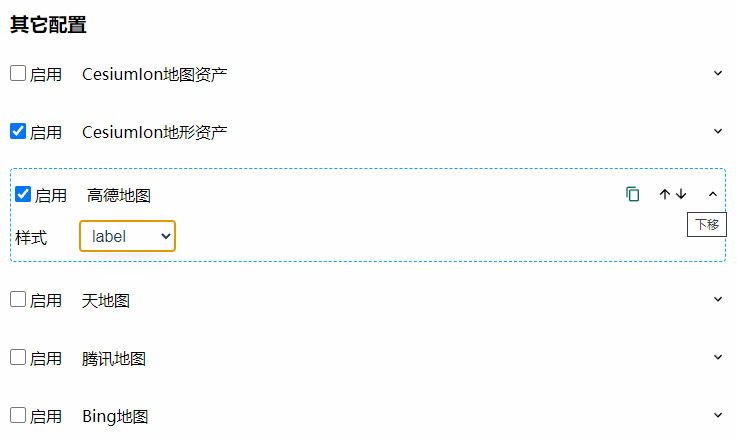 其它配置
启用 CesiumIon地图资产
启用 CesiumIon地形资产
启用 高德地图
下移
样式 label
启用 天地图
启用 腾讯地图
启用 Bing地图